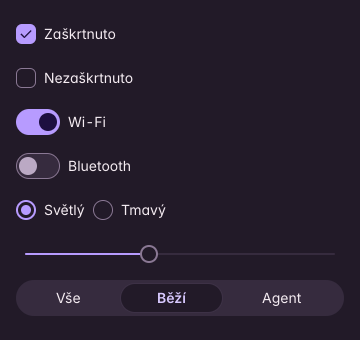 Zaškrtnuto
Nezaškrtnuto
Wi-Fi
Bluetooth
Světlý Tmavý
Vše Běží Agent